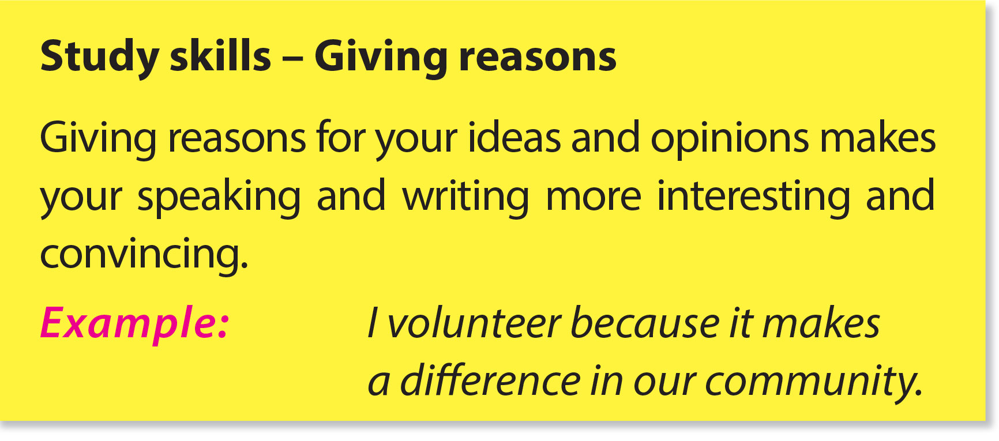 Study skills – Giving reasons
Giving reasons for your ideas and opinions makes
your speaking and writing more interesting and
convincing.
Example: I volunteer because it makes
a difference in our community.